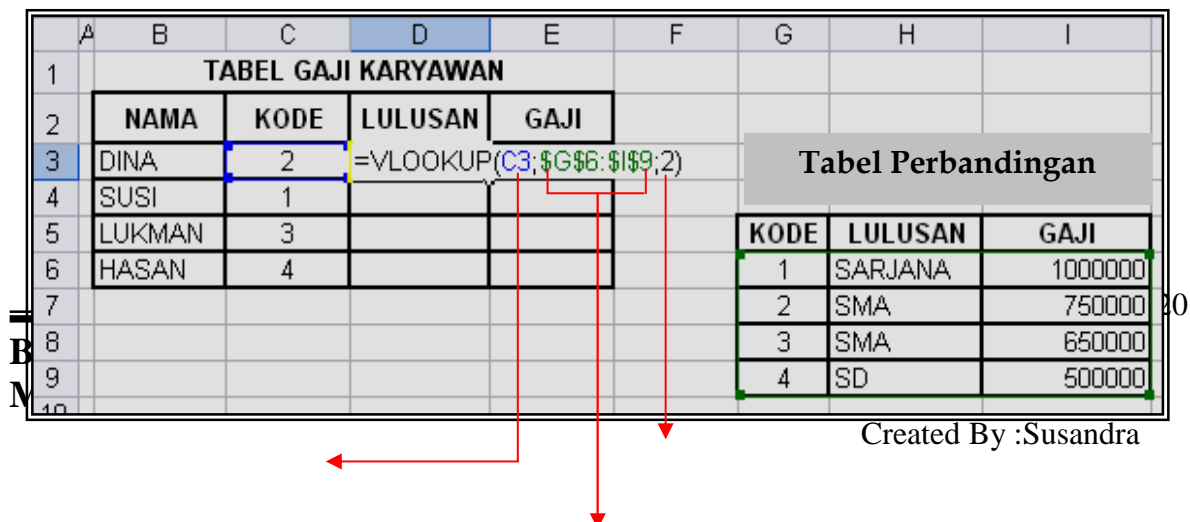 A B C D E F G H I
1 TABEL GAJI KARYAWAN
2 NAMA KODE LULUSAN GAJI
3 DINA 2 =VLOOKUP(C3;$G$6:$I$9;2) Tabel Perbandingan
4 SUSI 1
5 LUKMAN 3 KODE LULUSAN GAJI
6 HASAN 4 1 SARJANA 1000000
7 2 SMA 750000 20
8 3 SMA 650000
B
9 4 SD 500000
M
10
Created By :Susandra